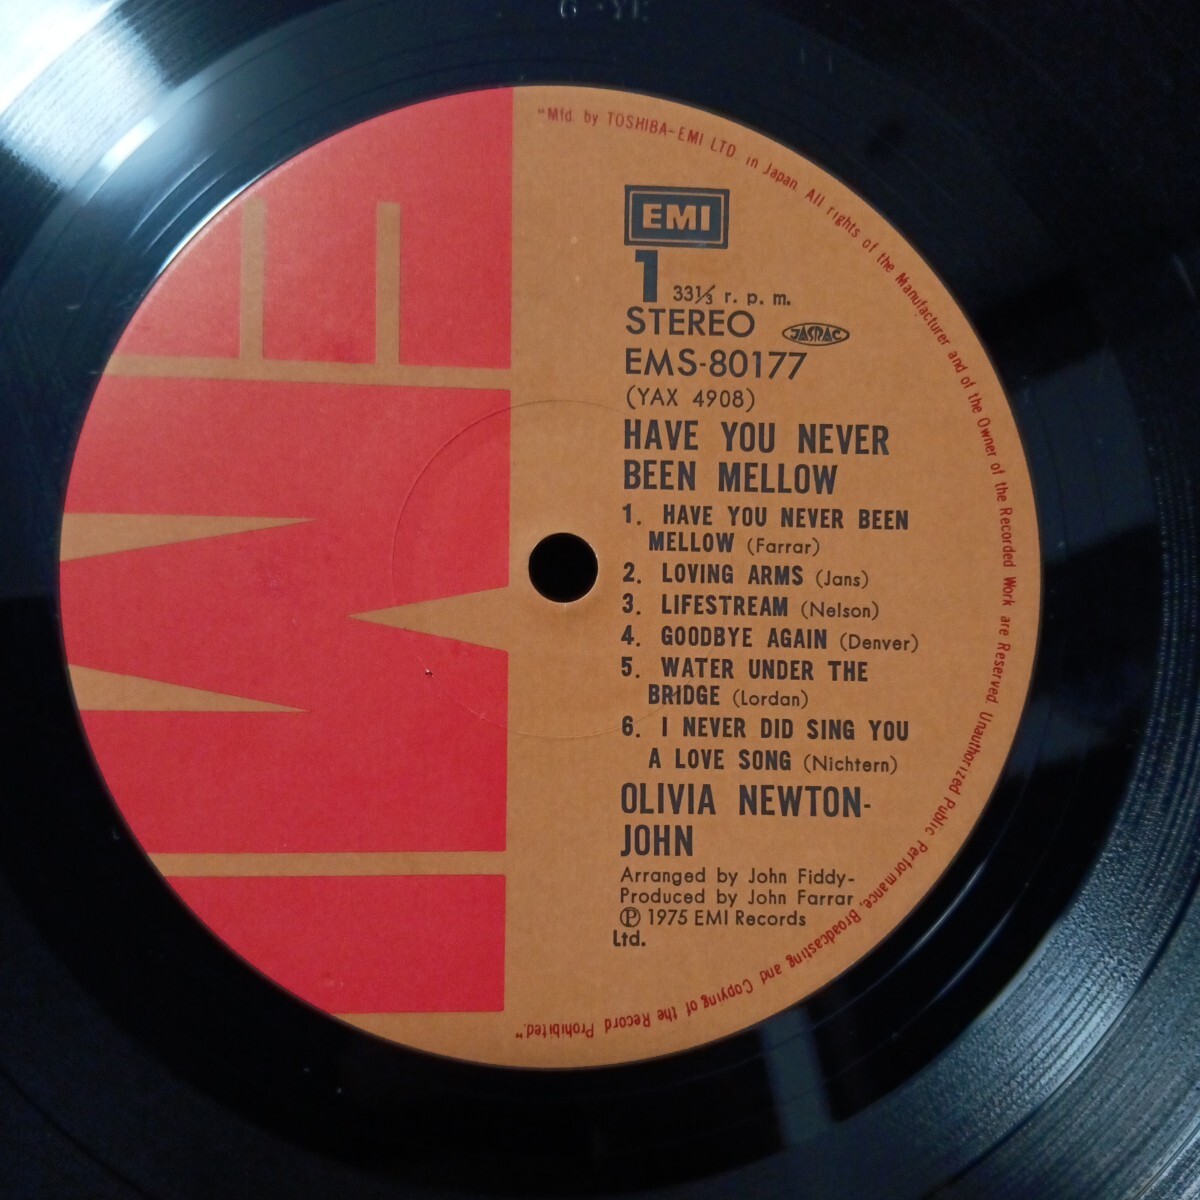 "Mfd. by TOSHIBA-EMI LTD. in Japan. All rights of the Manufacturer and of the Owner of the Recorded Work are Reserved. Unauthorized Public Performance, Broadcasting and Copying of the Record Prohibited."
EMI
1 33 1/3 r. p. m.
STEREO JASRAC
EMS-80177
(YAX 4908)
HAVE YOU NEVER
BEEN MELLOW
1. HAVE YOU NEVER BEEN
MELLOW (Farrar)
2. LOVING ARMS (Jans)
3. LIFESTREAM (Nelson)
4. GOODBYE AGAIN (Denver)
5. WATER UNDER THE
BRIDGE (Lordan)
6. I NEVER DID SING YOU
A LOVE SONG (Nichtern)
OLIVIA NEWTON-
JOHN
Arranged by John Fiddy-
Produced by John Farrar
Ⓟ 1975 EMI Records
Ltd.
EMI